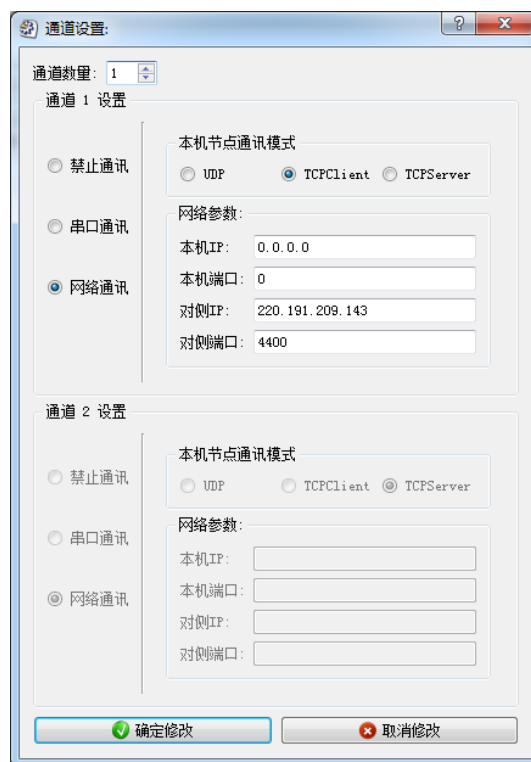 通道设置:
通道数量: 1
通道 1 设置
禁止通讯
串口通讯
网络通讯
本机节点通讯模式
UDP TCPClient TCPServer
网络参数:
本机IP: 0.0.0.0
本机端口: 0
对侧IP: 220.191.209.143
对侧端口: 4400
通道 2 设置
禁止通讯
串口通讯
网络通讯
本机节点通讯模式
UDP TCPClient TCPServer
网络参数:
本机IP:
本机端口:
对侧IP:
对侧端口:
确定修改 取消修改